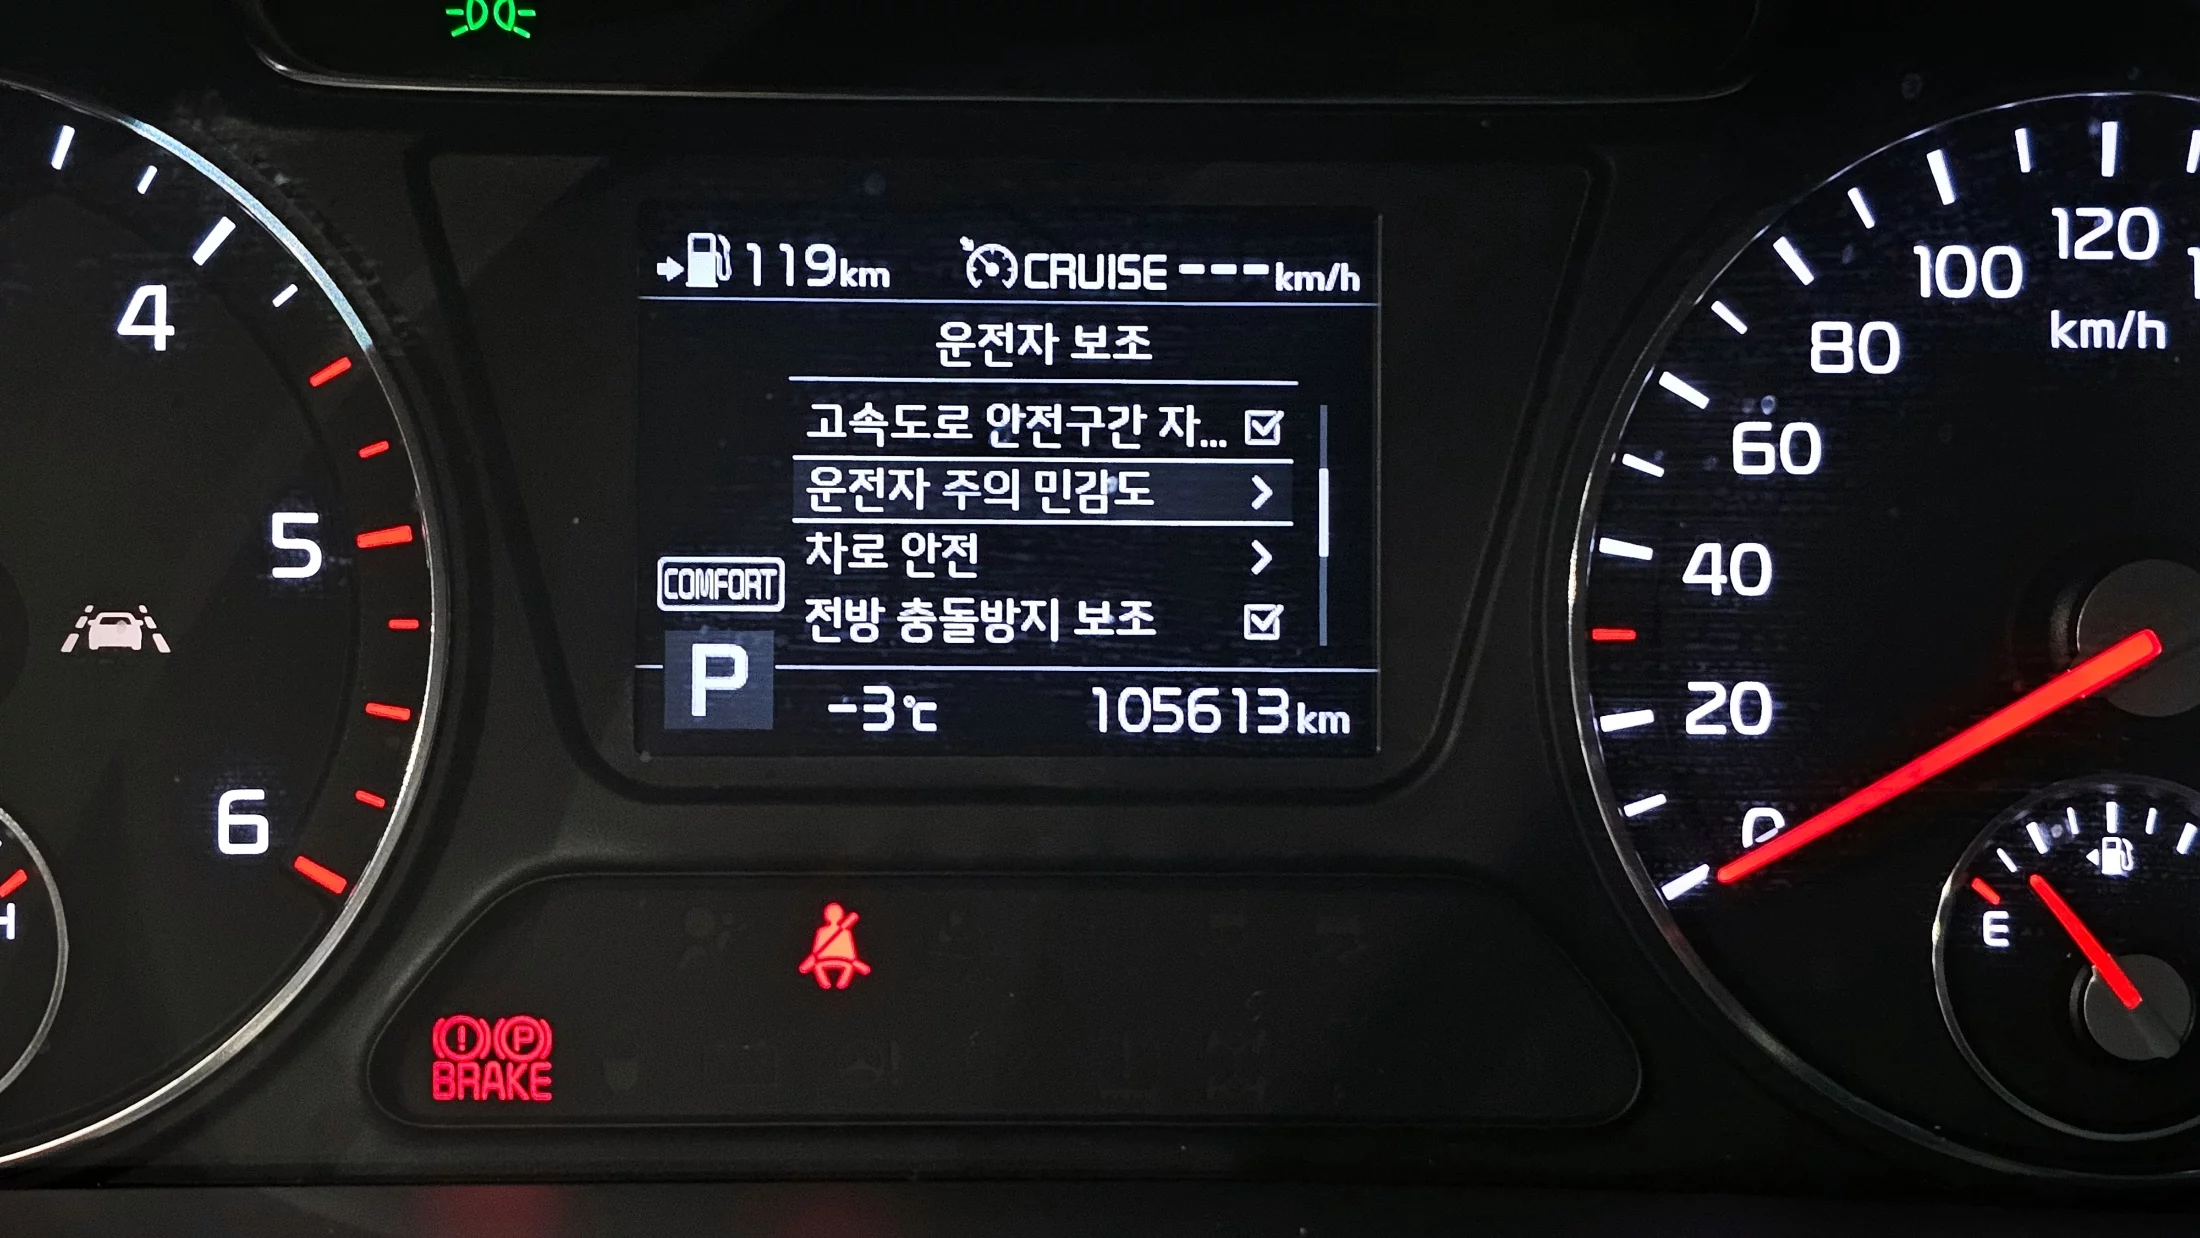 119km CRUISE ---km/h
운전자 보조
고속도로 안전구간 자...
운전자 주의 민감도
차로 안전
전방 충돌방지 보조
COMFORT
P -3℃ 105613km
4
5
6
H
120
100
km/h
80
60
40
20
0
E
(!) (P)
BRAKE